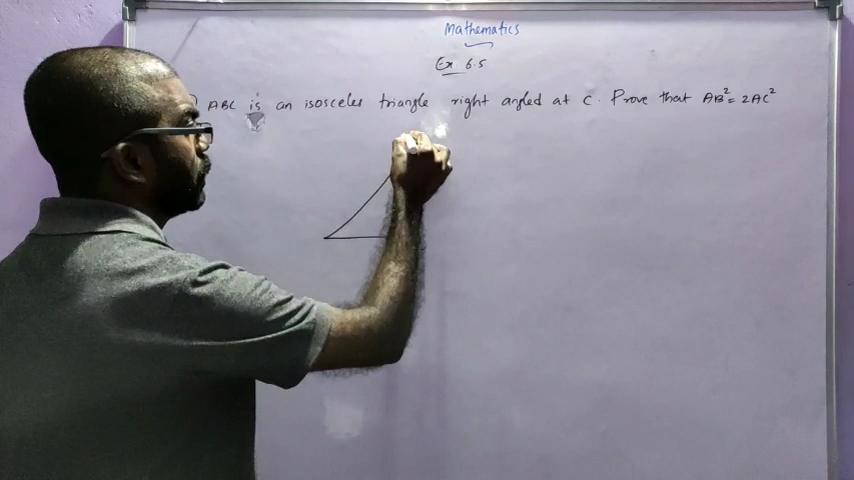 Mathematics
Ex 6.5
) ABC is an isosceles triangle right angled at C. Prove that AB² = 2AC²